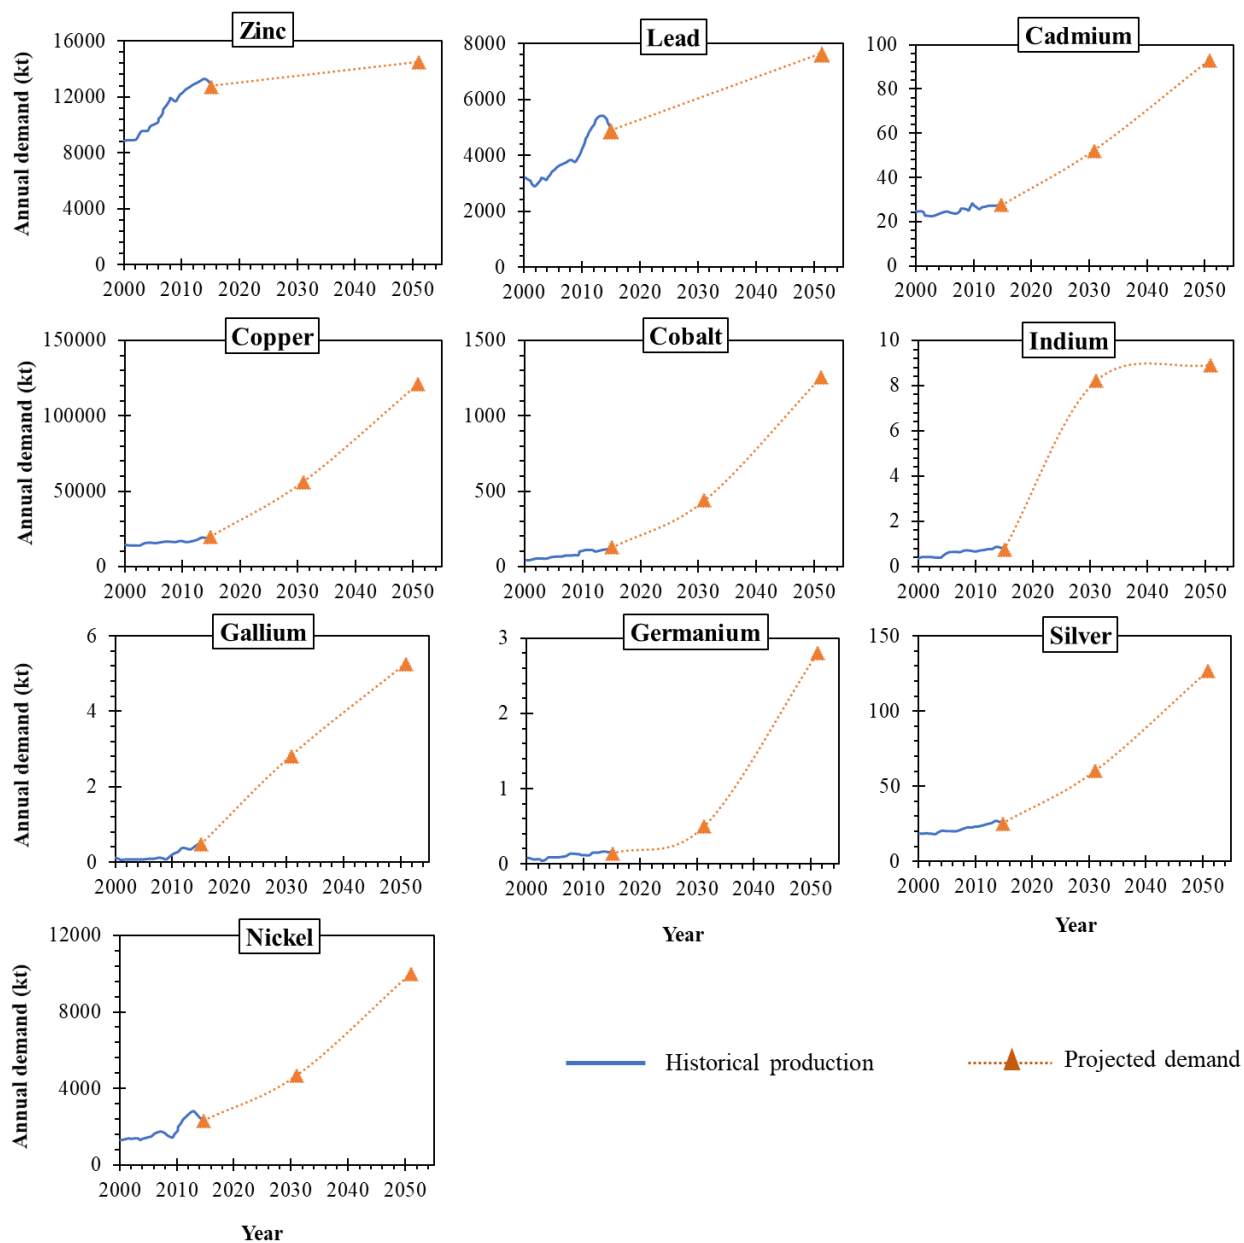 Zinc
Annual demand (kt)
16000
12000
8000
4000
0
2000 2010 2020 2030 2040 2050
Lead
8000
6000
4000
2000
0
2000 2010 2020 2030 2040 2050
Cadmium
100
80
60
40
20
0
2000 2010 2020 2030 2040 2050
Copper
Annual demand (kt)
150000
100000
50000
0
2000 2010 2020 2030 2040 2050
Cobalt
1500
1000
500
0
2000 2010 2020 2030 2040 2050
Indium
10
8
6
4
2
0
2000 2010 2020 2030 2040 2050
Gallium
Annual demand (kt)
6
4
2
0
2000 2010 2020 2030 2040 2050
Germanium
3
2
1
0
2000 2010 2020 2030 2040 2050
Year
Silver
150
100
50
0
2000 2010 2020 2030 2040 2050
Year
Nickel
Annual demand (kt)
12000
8000
4000
0
2000 2010 2020 2030 2040 2050
Year
Historical production
Projected demand